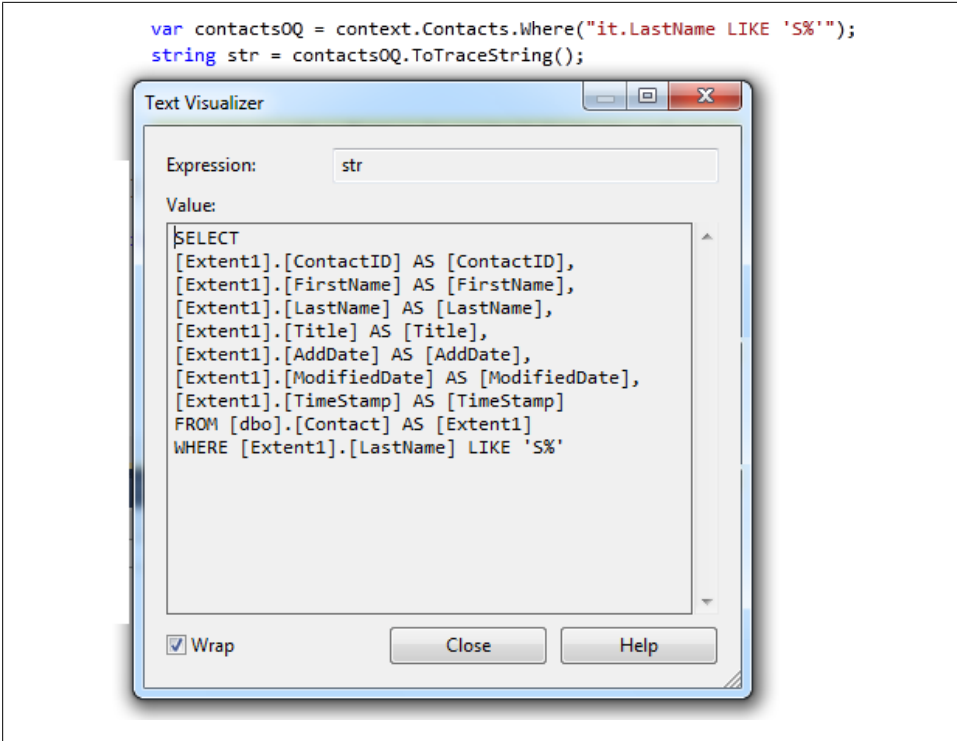 var contactsOQ = context.Contacts.Where("it.LastName LIKE 'S%'");
string str = contactsOQ.ToTraceString();
Text Visualizer
Expression: str
Value:
SELECT
[Extent1].[ContactID] AS [ContactID],
[Extent1].[FirstName] AS [FirstName],
[Extent1].[LastName] AS [LastName],
[Extent1].[Title] AS [Title],
[Extent1].[AddDate] AS [AddDate],
[Extent1].[ModifiedDate] AS [ModifiedDate],
[Extent1].[TimeStamp] AS [TimeStamp]
FROM [dbo].[Contact] AS [Extent1]
WHERE [Extent1].[LastName] LIKE 'S%'
Wrap Close Help